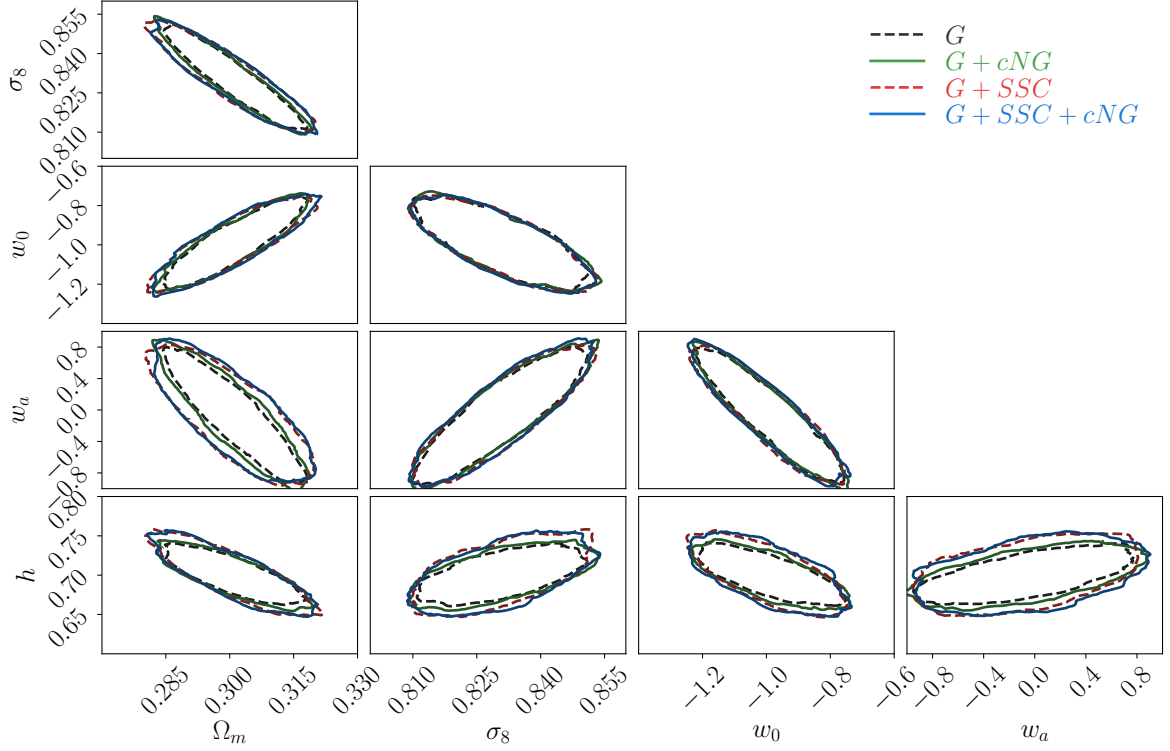 G
G + cNG
G + SSC
G + SSC + cNG
σ₈
0.855
0.840
0.825
0.810
w₀
−0.6
−0.8
−1.0
−1.2
wₐ
0.8
0.4
0.0
−0.4
−0.8
h
0.80
0.75
0.70
0.65
0.285 0.300 0.315 0.330 0.810 0.825 0.840 0.855 −1.2 −1.0 −0.8 −0.6 −0.8 −0.4 0.0 0.4 0.8
Ωₘ σ₈ w₀ wₐ